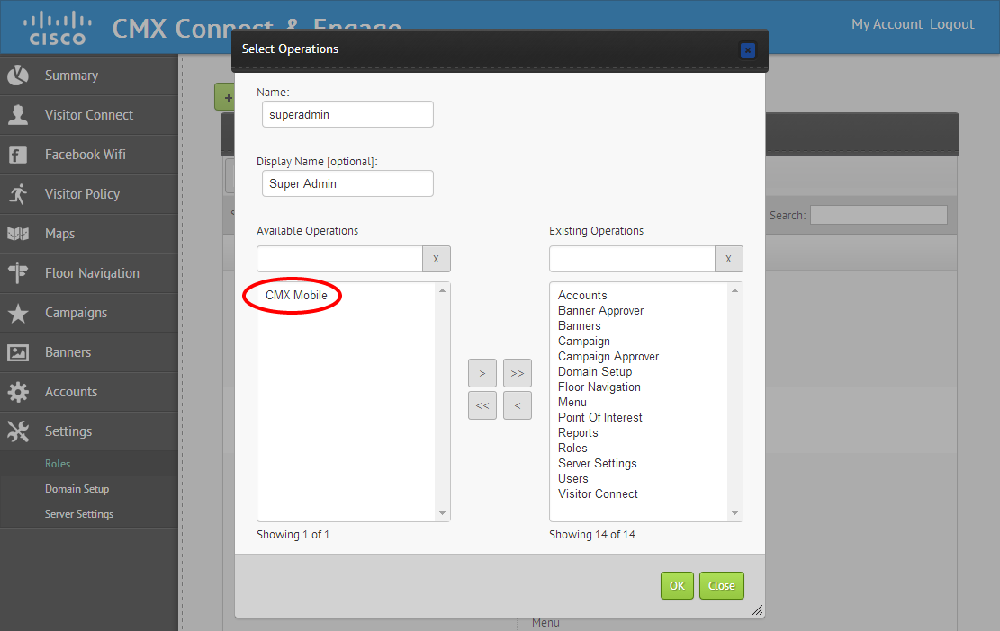 CISCO
CMX Connect & Engage
My Account Logout
Summary
Visitor Connect
Facebook Wifi
Visitor Policy
Maps
Floor Navigation
Campaigns
Banners
Accounts
Settings
Roles
Domain Setup
Server Settings
+
Search:
Select Operations
x
Name:
superadmin
Display Name [optional]:
Super Admin
Available Operations
Existing Operations
X
X
CMX Mobile
Accounts
Banner Approver
Banners
Campaign
Campaign Approver
Domain Setup
Floor Navigation
Menu
Point Of Interest
Reports
Roles
Server Settings
Users
Visitor Connect
> >>
<< <
Showing 1 of 1
Showing 14 of 14
OK Close
Menu